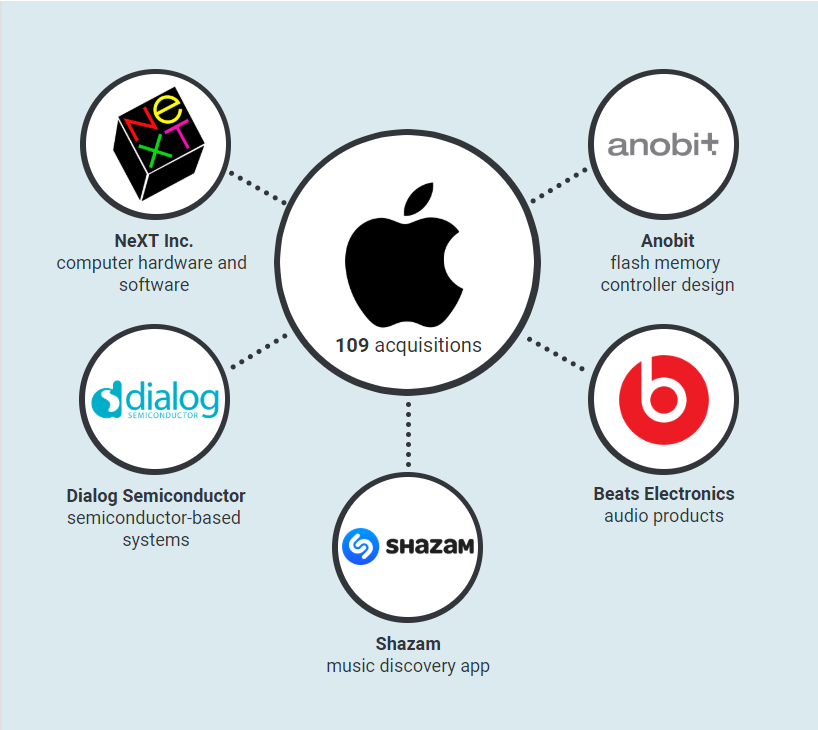 NeXT
NeXT Inc.
computer hardware and
software
anobit
Anobit
flash memory
controller design
109 acquisitions
dialog
SEMICONDUCTOR
Dialog Semiconductor
semiconductor-based
systems
b
Beats Electronics
audio products
SHAZAM
Shazam
music discovery app